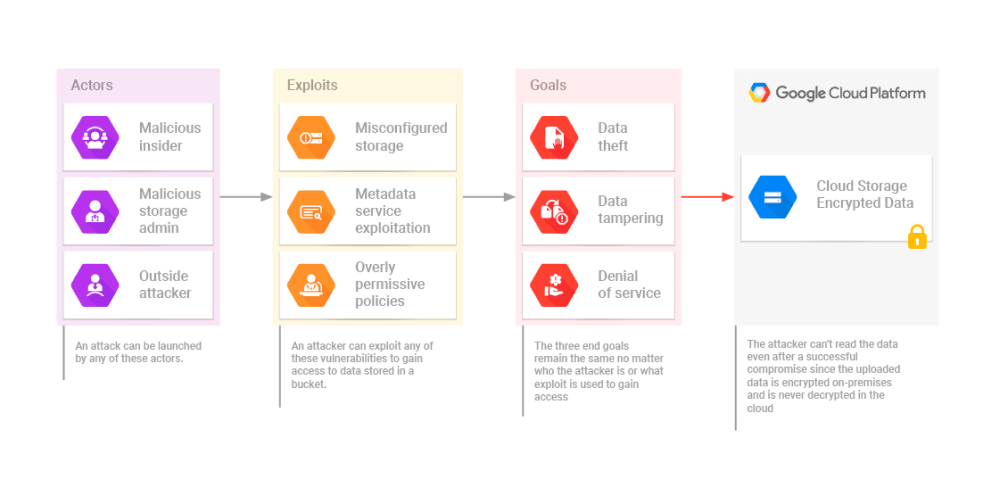 Actors
Malicious
insider
Malicious
storage
admin
Outside
attacker
An attack can be launched
by any of these actors.
Exploits
Misconfigured
storage
Metadata
service
exploitation
Overly
permissive
policies
An attacker can exploit any of
these vulnerabilities to gain
access to data stored in a
bucket.
Goals
Data
theft
Data
tampering
Denial
of service
The three end goals
remain the same no matter
who the attacker is or what
exploit is used to gain
access
Google Cloud Platform
Cloud Storage
Encrypted Data
The attacker can't read the data
even after a successful
compromise since the uploaded
data is encrypted on-premises
and is never decrypted in the
cloud